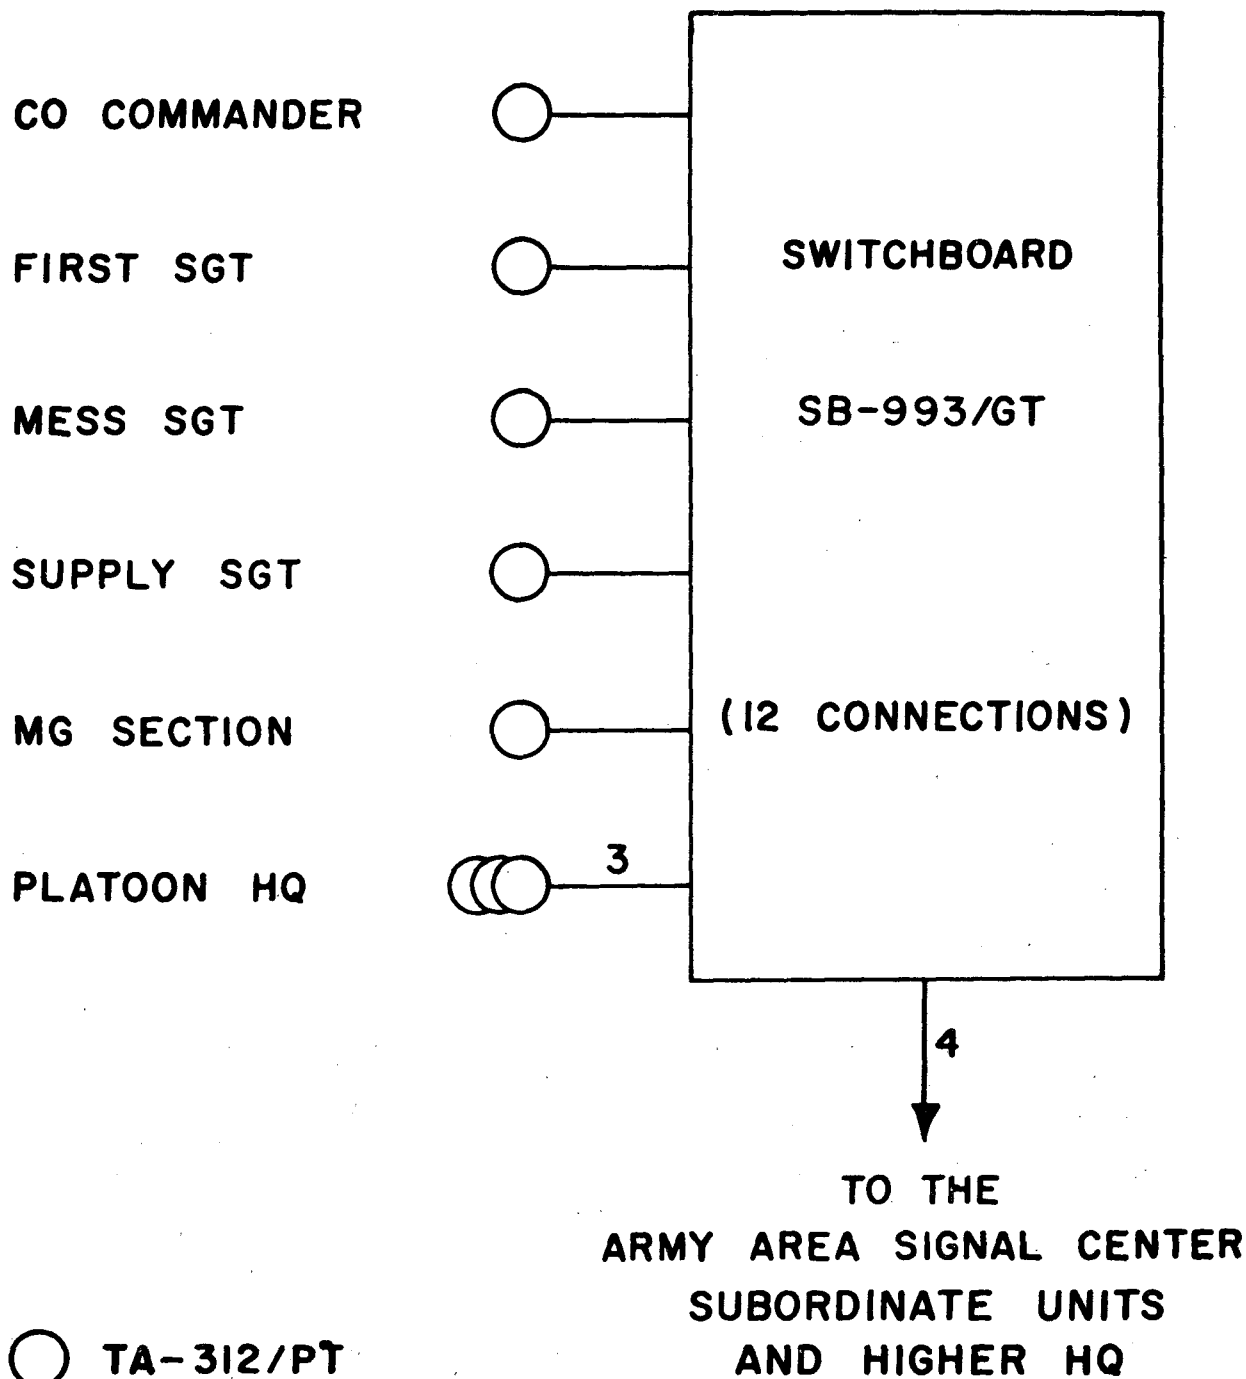 CO COMMANDER
FIRST SGT
SWITCHBOARD
MESS SGT
SB-993/GT
SUPPLY SGT
MG SECTION
(12 CONNECTIONS)
PLATOON HQ
3
4
TO THE
ARMY AREA SIGNAL CENTER
SUBORDINATE UNITS
AND HIGHER HQ
TA-312/PT